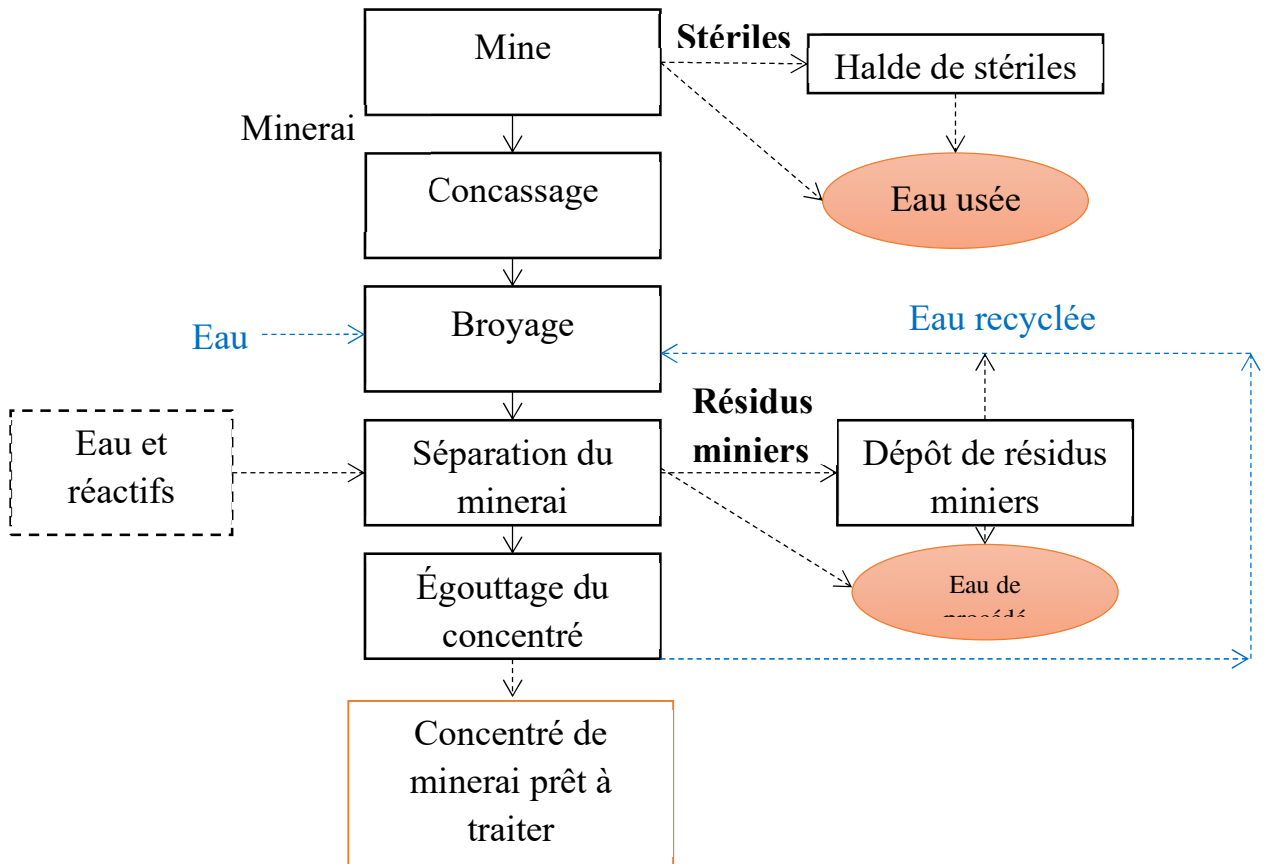 Mine
Stériles
Halde de stériles
Minerai
Concassage
Eau usée
Eau
Broyage
Eau recyclée
Eau et
réactifs
Séparation du
minerai
Résidus
miniers
Dépôt de résidus
miniers
Égouttage du
concentré
Eau de
procédé
Concentré de
minerai prêt à
traiter